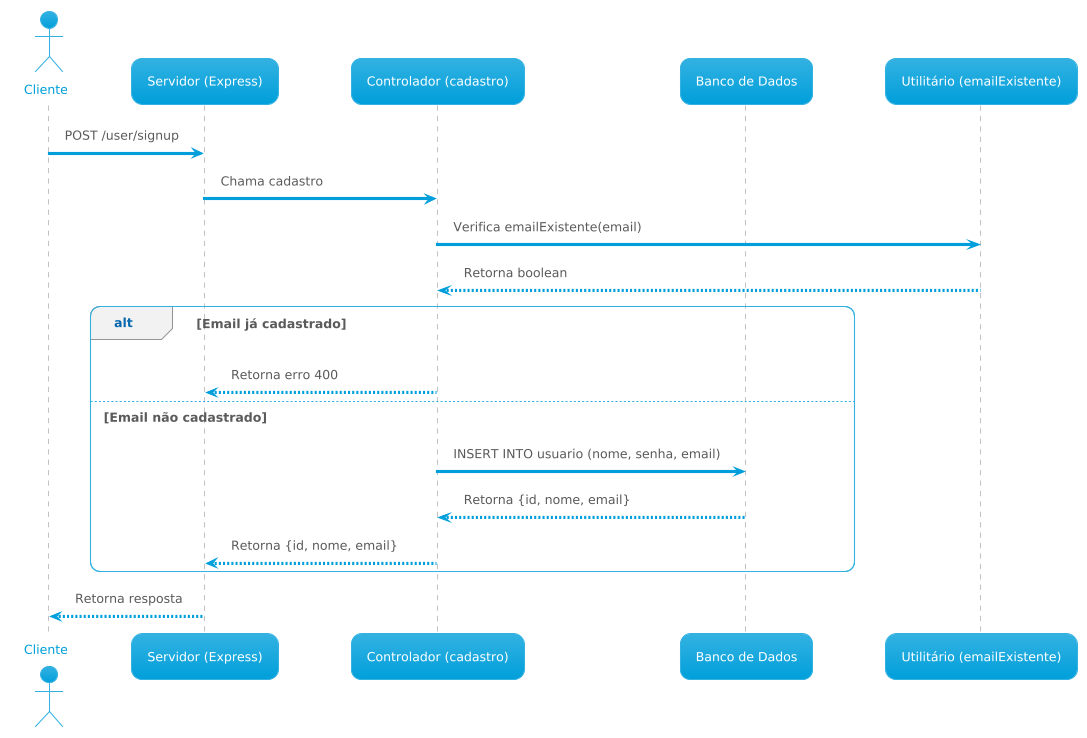 Cliente
Servidor (Express)
Controlador (cadastro)
Banco de Dados
Utilitário (emailExistente)
POST /user/signup
Chama cadastro
Verifica emailExistente(email)
Retorna boolean
alt
[Email já cadastrado]
Retorna erro 400
[Email não cadastrado]
INSERT INTO usuario (nome, senha, email)
Retorna {id, nome, email}
Retorna {id, nome, email}
Retorna resposta
Cliente
Servidor (Express)
Controlador (cadastro)
Banco de Dados
Utilitário (emailExistente)